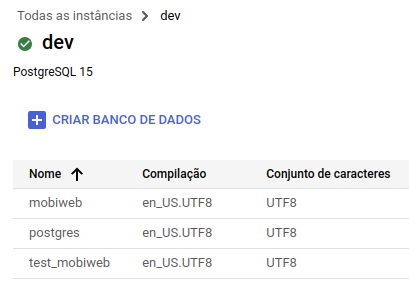 Todas as instâncias > dev
dev
PostgreSQL 15
CRIAR BANCO DE DADOS
Nome Compilação Conjunto de caracteres
mobiweb en_US.UTF8 UTF8
postgres en_US.UTF8 UTF8
test_mobiweb en_US.UTF8 UTF8